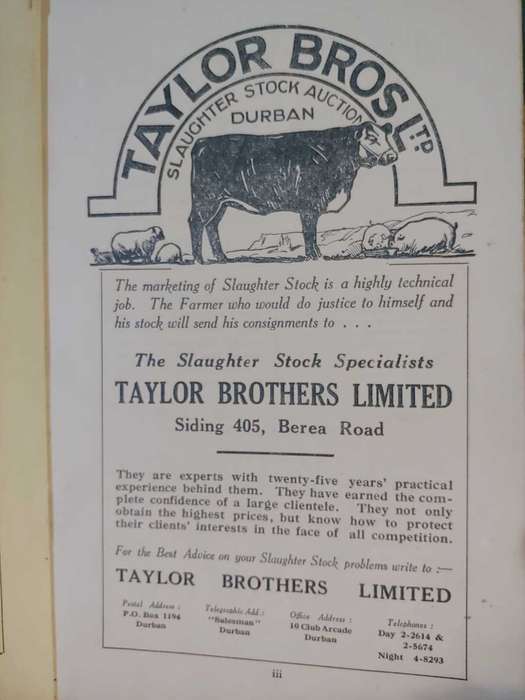 TAYLOR BROS LTD
SLAUGHTER STOCK AUCTION
DURBAN
The marketing of Slaughter Stock is a highly technical
job. The Farmer who would do justice to himself and
his stock will send his consignments to . . .
The Slaughter Stock Specialists
TAYLOR BROTHERS LIMITED
Siding 405, Berea Road
They are experts with twenty-five years' practical
experience behind them. They have earned the com-
plete confidence of a large clientele. They not only
obtain the highest prices, but know how to protect
their clients' interests in the face of all competition.
For the Best Advice on your Slaughter Stock problems write to :—
TAYLOR BROTHERS LIMITED
Postal Address :
P.O. Box 1194
Durban
Telegraphic Add.:
"Salesman"
Durban
Office Address :
10 Club Arcade
Durban
Telephones :
Day 2-2614 &
2-5674
Night 4-8293
iii